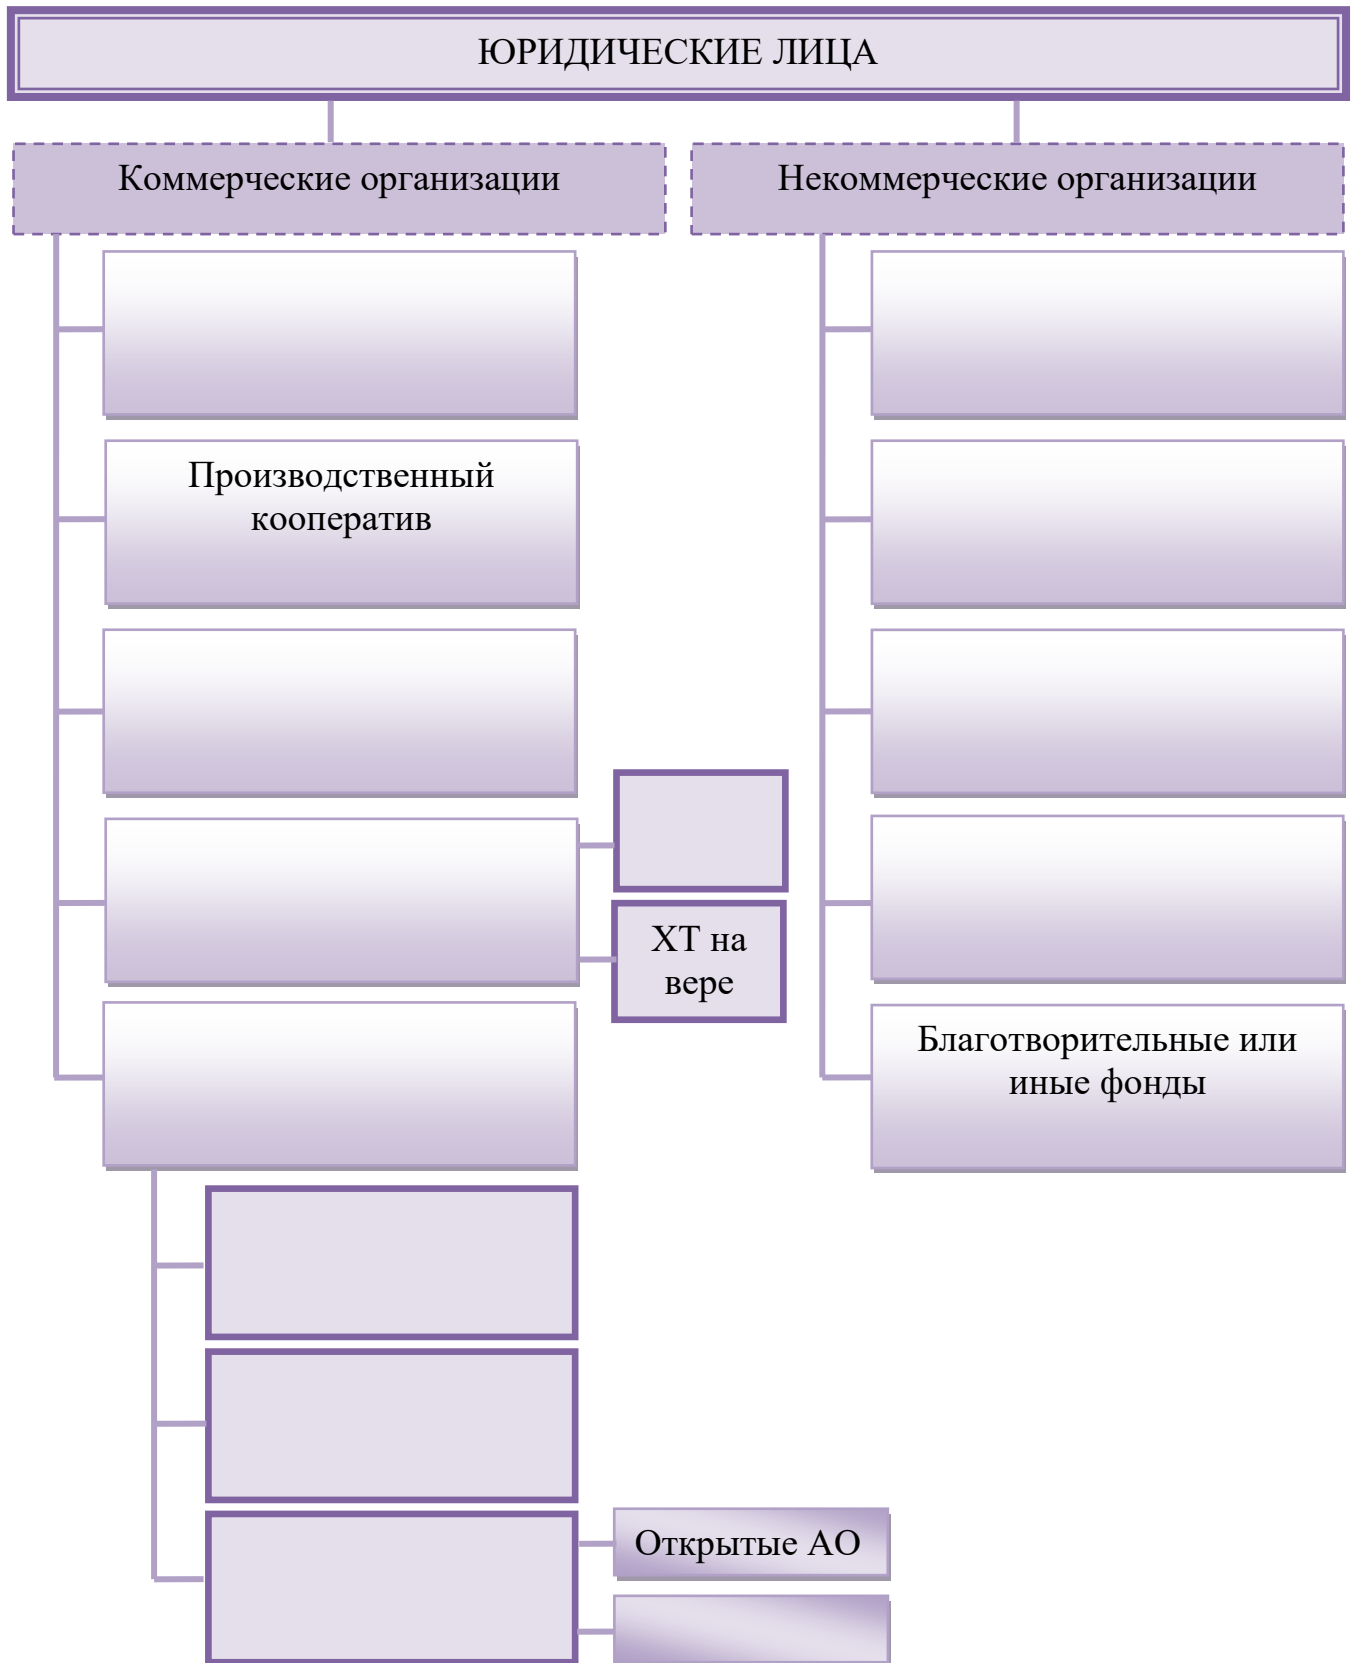 ЮРИДИЧЕСКИЕ ЛИЦА
Коммерческие организации
Некоммерческие организации
Производственный
кооператив
ХТ на
вере
Благотворительные или
иные фонды
Открытые АО